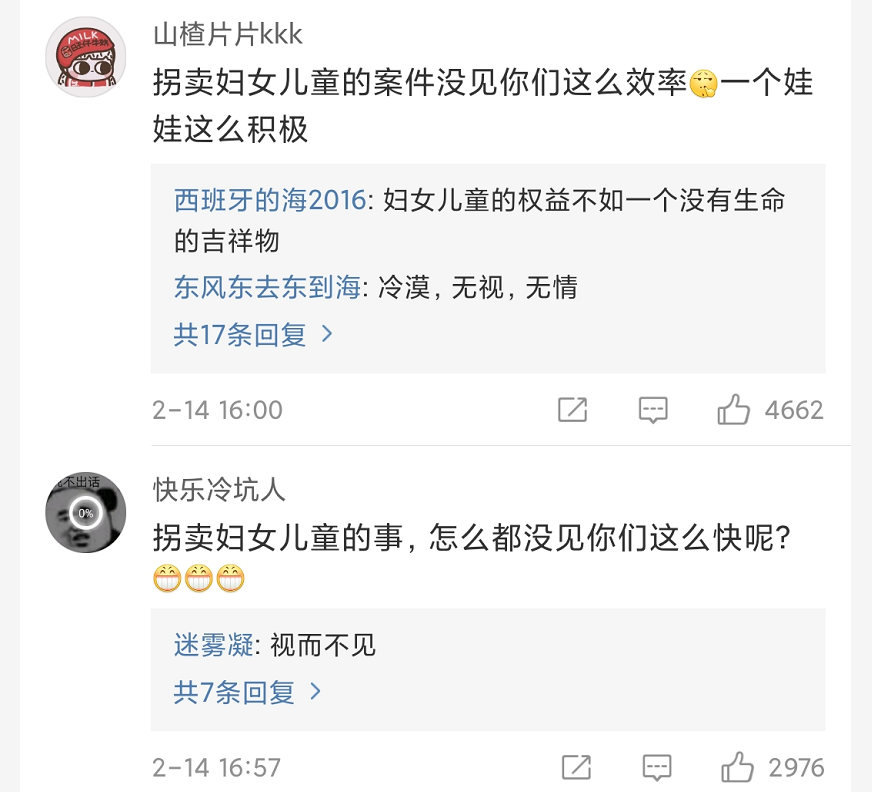 山楂片片kkk
拐卖妇女儿童的案件没见你们这么效率🤫一个娃
娃这么积极
西班牙的海2016: 妇女儿童的权益不如一个没有生命
的吉祥物
东风东去东到海: 冷漠，无视，无情
共17条回复 >
2-14 16:00
4662
快乐冷坑人
拐卖妇女儿童的事，怎么都没见你们这么快呢?
😁😁😁
迷雾凝: 视而不见
共7条回复 >
2-14 16:57
2976
MILK
不出话
0%